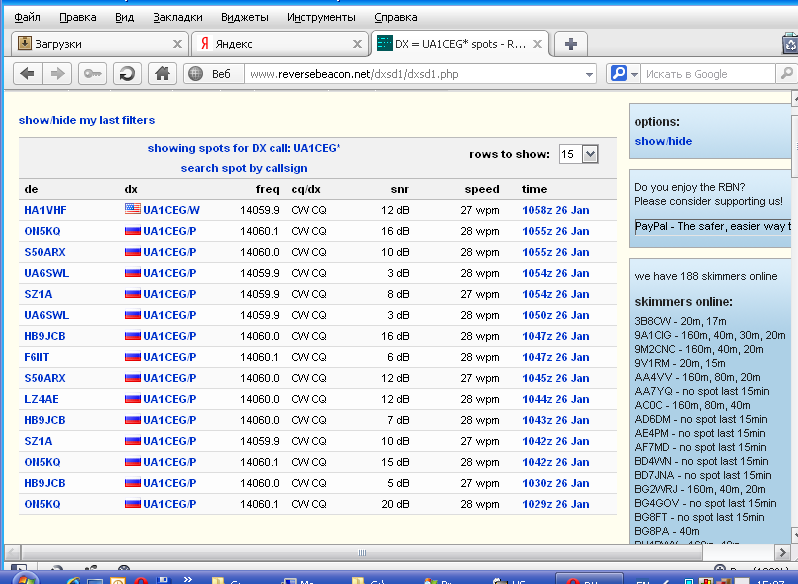 Файл Правка Вид Закладки Виджеты Инструменты Справка
Загрузки Яндекс DX = UA1CEG* spots - R...
Веб www.reversebeacon.net/dxsd1/dxsd1.php Искать в Google
show/hide my last filters
showing spots for DX call: UA1CEG*
search spot by callsign
rows to show: 15
de dx freq cq/dx snr speed time
HA1VHF UA1CEG/W 14059.9 CW CQ 12 dB 27 wpm 1058z 26 Jan
ON5KQ UA1CEG/P 14060.1 CW CQ 16 dB 28 wpm 1055z 26 Jan
S50ARX UA1CEG/P 14060.0 CW CQ 10 dB 28 wpm 1055z 26 Jan
UA6SWL UA1CEG/P 14059.9 CW CQ 3 dB 28 wpm 1054z 26 Jan
SZ1A UA1CEG/P 14059.9 CW CQ 8 dB 27 wpm 1054z 26 Jan
UA6SWL UA1CEG/P 14059.9 CW CQ 3 dB 28 wpm 1050z 26 Jan
HB9JCB UA1CEG/P 14060.0 CW CQ 16 dB 28 wpm 1047z 26 Jan
F6IIT UA1CEG/P 14060.1 CW CQ 6 dB 28 wpm 1047z 26 Jan
S50ARX UA1CEG/P 14060.0 CW CQ 12 dB 27 wpm 1045z 26 Jan
LZ4AE UA1CEG/P 14060.0 CW CQ 12 dB 28 wpm 1044z 26 Jan
HB9JCB UA1CEG/P 14060.0 CW CQ 7 dB 28 wpm 1043z 26 Jan
SZ1A UA1CEG/P 14059.9 CW CQ 10 dB 27 wpm 1042z 26 Jan
ON5KQ UA1CEG/P 14060.1 CW CQ 15 dB 28 wpm 1042z 26 Jan
HB9JCB UA1CEG/P 14060.0 CW CQ 5 dB 27 wpm 1030z 26 Jan
ON5KQ UA1CEG/P 14060.1 CW CQ 20 dB 28 wpm 1029z 26 Jan
options:
show/hide
Do you enjoy the RBN?
Please consider supporting us!
PayPal - The safer, easier way t
we have 188 skimmers online
skimmers online:
3B8CW - 20m, 17m
9A1CIG - 160m, 40m, 30m, 20m
9M2CNC - 160m, 40m, 20m
9V1RM - 20m, 15m
AA4VV - 160m, 80m, 20m
AA7YQ - no spot last 15min
AC0C - 160m, 80m, 40m
AD6DM - no spot last 15min
AE4PM - no spot last 15min
AF7MD - no spot last 15min
BD4WN - no spot last 15min
BD7JNA - no spot last 15min
BG2WRJ - 160m, 40m, 20m
BG4GOV - no spot last 15min
BG8FT - no spot last 15min
BG8PA - 40m